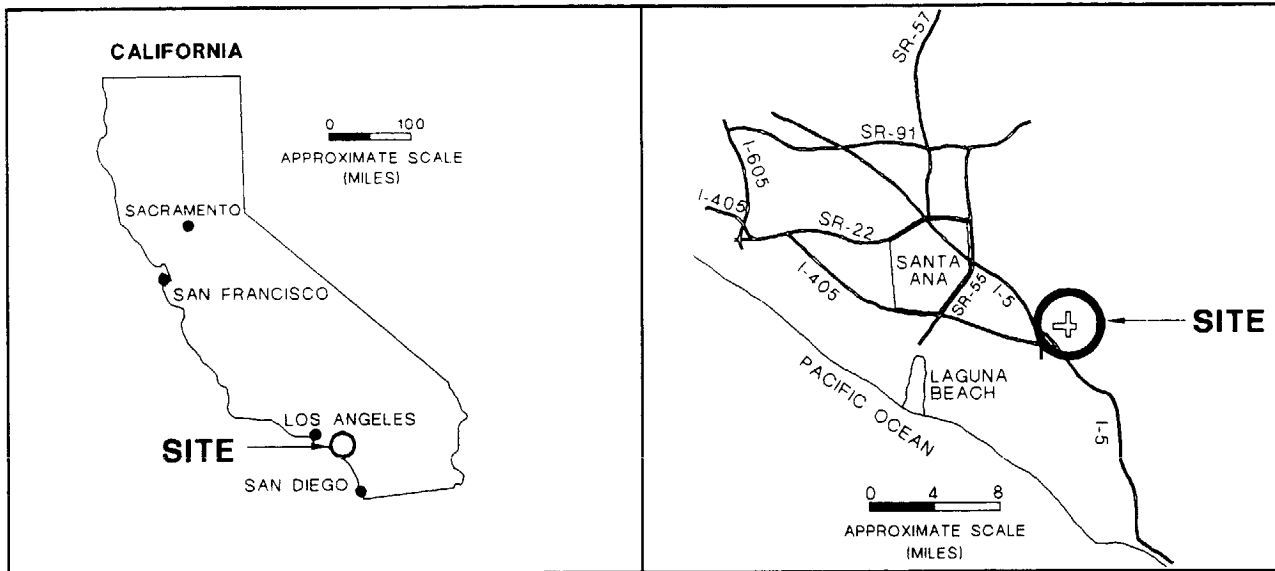 CALIFORNIA
0 100
APPROXIMATE SCALE
(MILES)
SACRAMENTO
SAN FRANCISCO
LOS ANGELES
SITE
SAN DIEGO
SR-57
SR-91
I-605
I-405
SR-22
I-405
SANTA
ANA
SR-55
I-5
SITE
LAGUNA
BEACH
PACIFIC OCEAN
I-5
0 4 8
APPROXIMATE SCALE
(MILES)